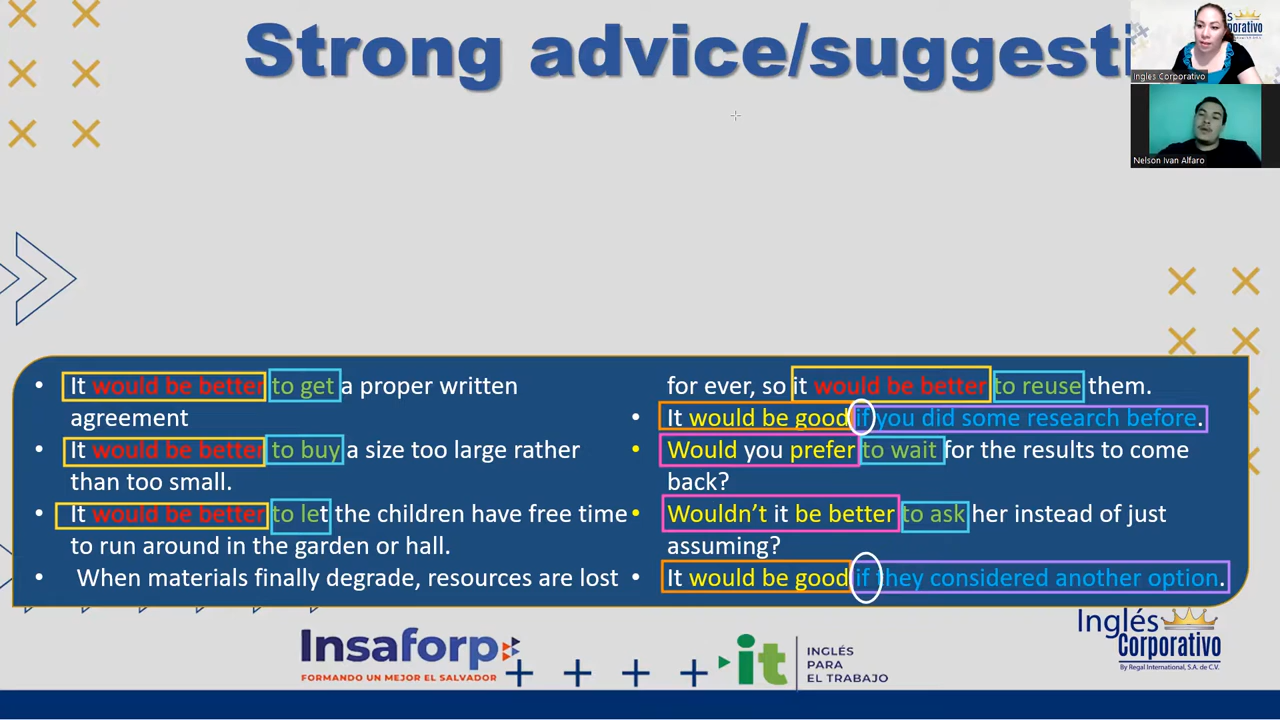 Strong advice/suggesti
Inglés
Corporativo
Ingles Corporativo
Nelson Ivan Alfaro
• It would be better to get a proper written
agreement
• It would be better to buy a size too large rather
than too small.
• It would be better to let the children have free time
to run around in the garden or hall.
• When materials finally degrade, resources are lost
for ever, so it would be better to reuse them.
• It would be good if you did some research before.
• Would you prefer to wait for the results to come
back?
• Wouldn't it be better to ask her instead of just
assuming?
• It would be good if they considered another option.
Insaforp
FORMANDO UN MEJOR EL SALVADOR
it
INGLÉS
PARA
EL TRABAJO
Inglés
Corporativo
By Regal International, S.A. de C.V.